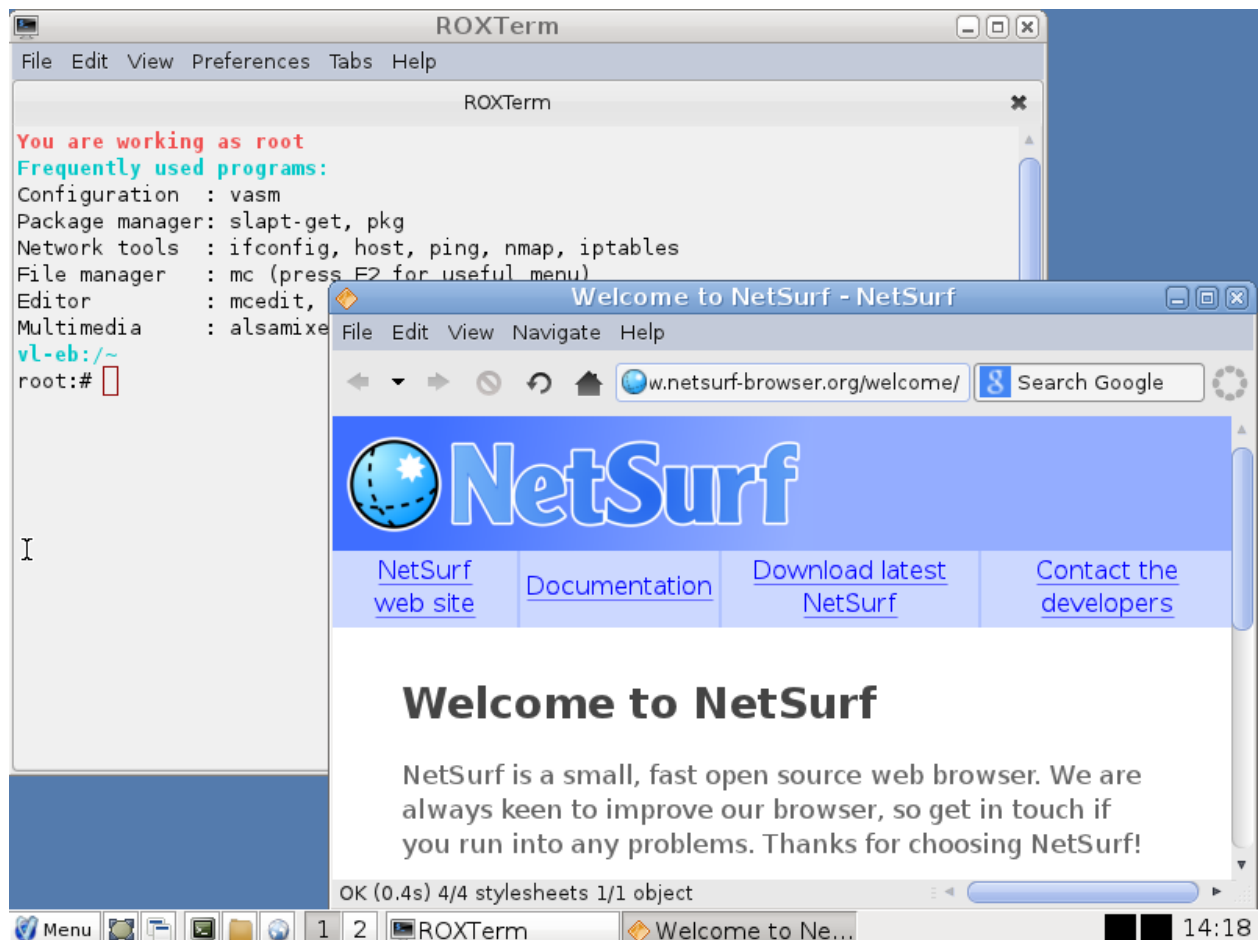 ROXTerm
File Edit View Preferences Tabs Help
ROXTerm
You are working as root
Frequently used programs:
Configuration : vasm
Package manager: slapt-get, pkg
Network tools : ifconfig, host, ping, nmap, iptables
File manager : mc (press F2 for useful menu)
Editor : mcedit,
Multimedia : alsamixe
vl-eb:/~
root:#
Welcome to NetSurf - NetSurf
File Edit View Navigate Help
w.netsurf-browser.org/welcome/ 8 Search Google
NetSurf
NetSurf web site
Documentation
Download latest NetSurf
Contact the developers
Welcome to NetSurf
NetSurf is a small, fast open source web browser. We are
always keen to improve our browser, so get in touch if
you run into any problems. Thanks for choosing NetSurf!
OK (0.4s) 4/4 stylesheets 1/1 object
Menu 1 2 ROXTerm Welcome to Ne... 14:18